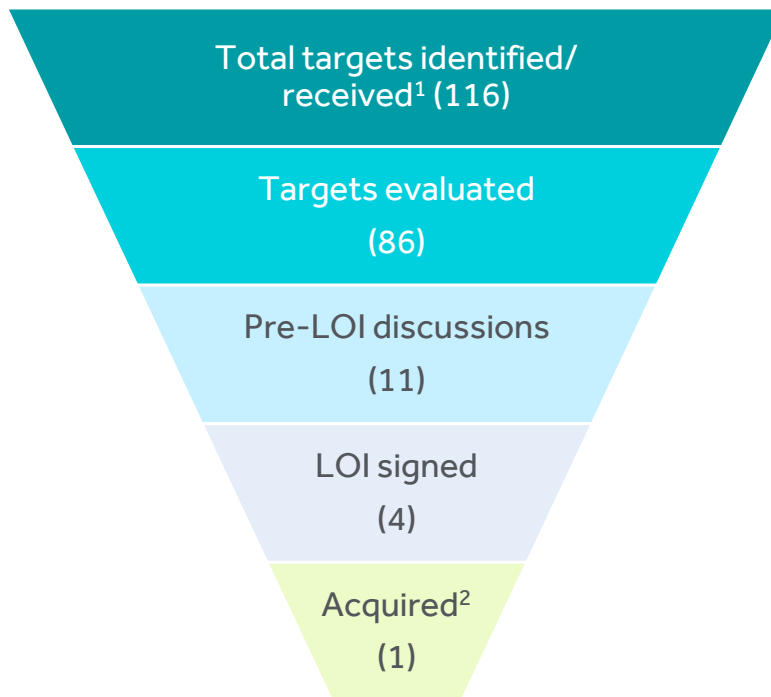 Total targets identified/
received¹ (116)
Targets evaluated
(86)
Pre-LOI discussions
(11)
LOI signed
(4)
Acquired²
(1)